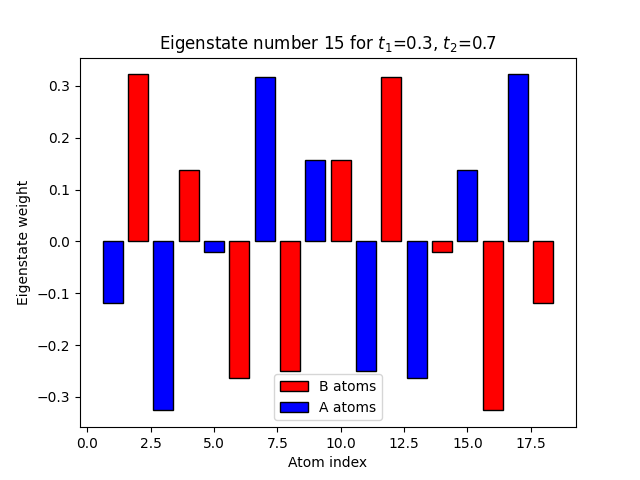 Eigenstate number 15 for $t_1$=0.3, $t_2$=0.7
Eigenstate weight
0.3
0.2
0.1
0.0
−0.1
−0.2
−0.3
B atoms
A atoms
0.0 2.5 5.0 7.5 10.0 12.5 15.0 17.5
Atom index